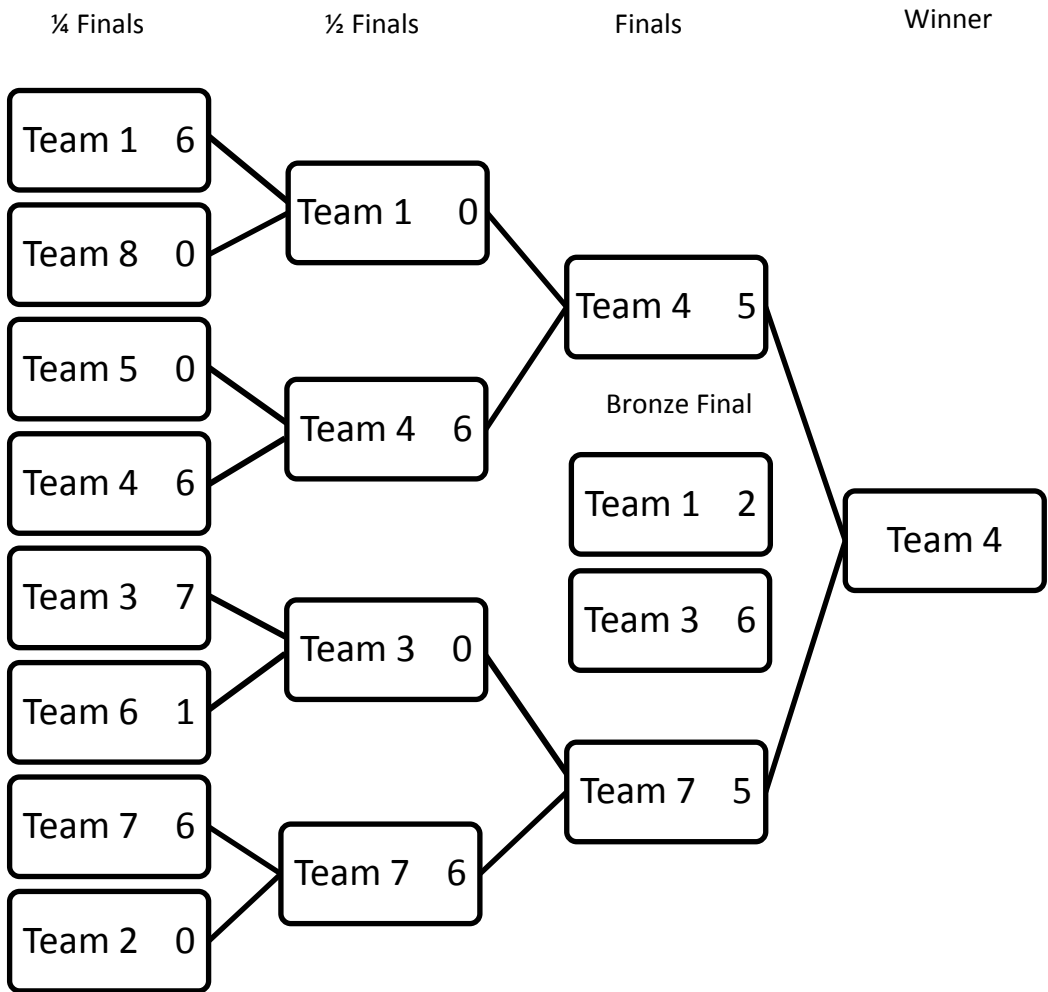 ¼ Finals
½ Finals
Finals
Winner
Team 1 6
Team 8 0
Team 5 0
Team 4 6
Team 3 7
Team 6 1
Team 7 6
Team 2 0
Team 1 0
Team 4 6
Team 3 0
Team 7 6
Team 4 5
Bronze Final
Team 1 2
Team 3 6
Team 7 5
Team 4